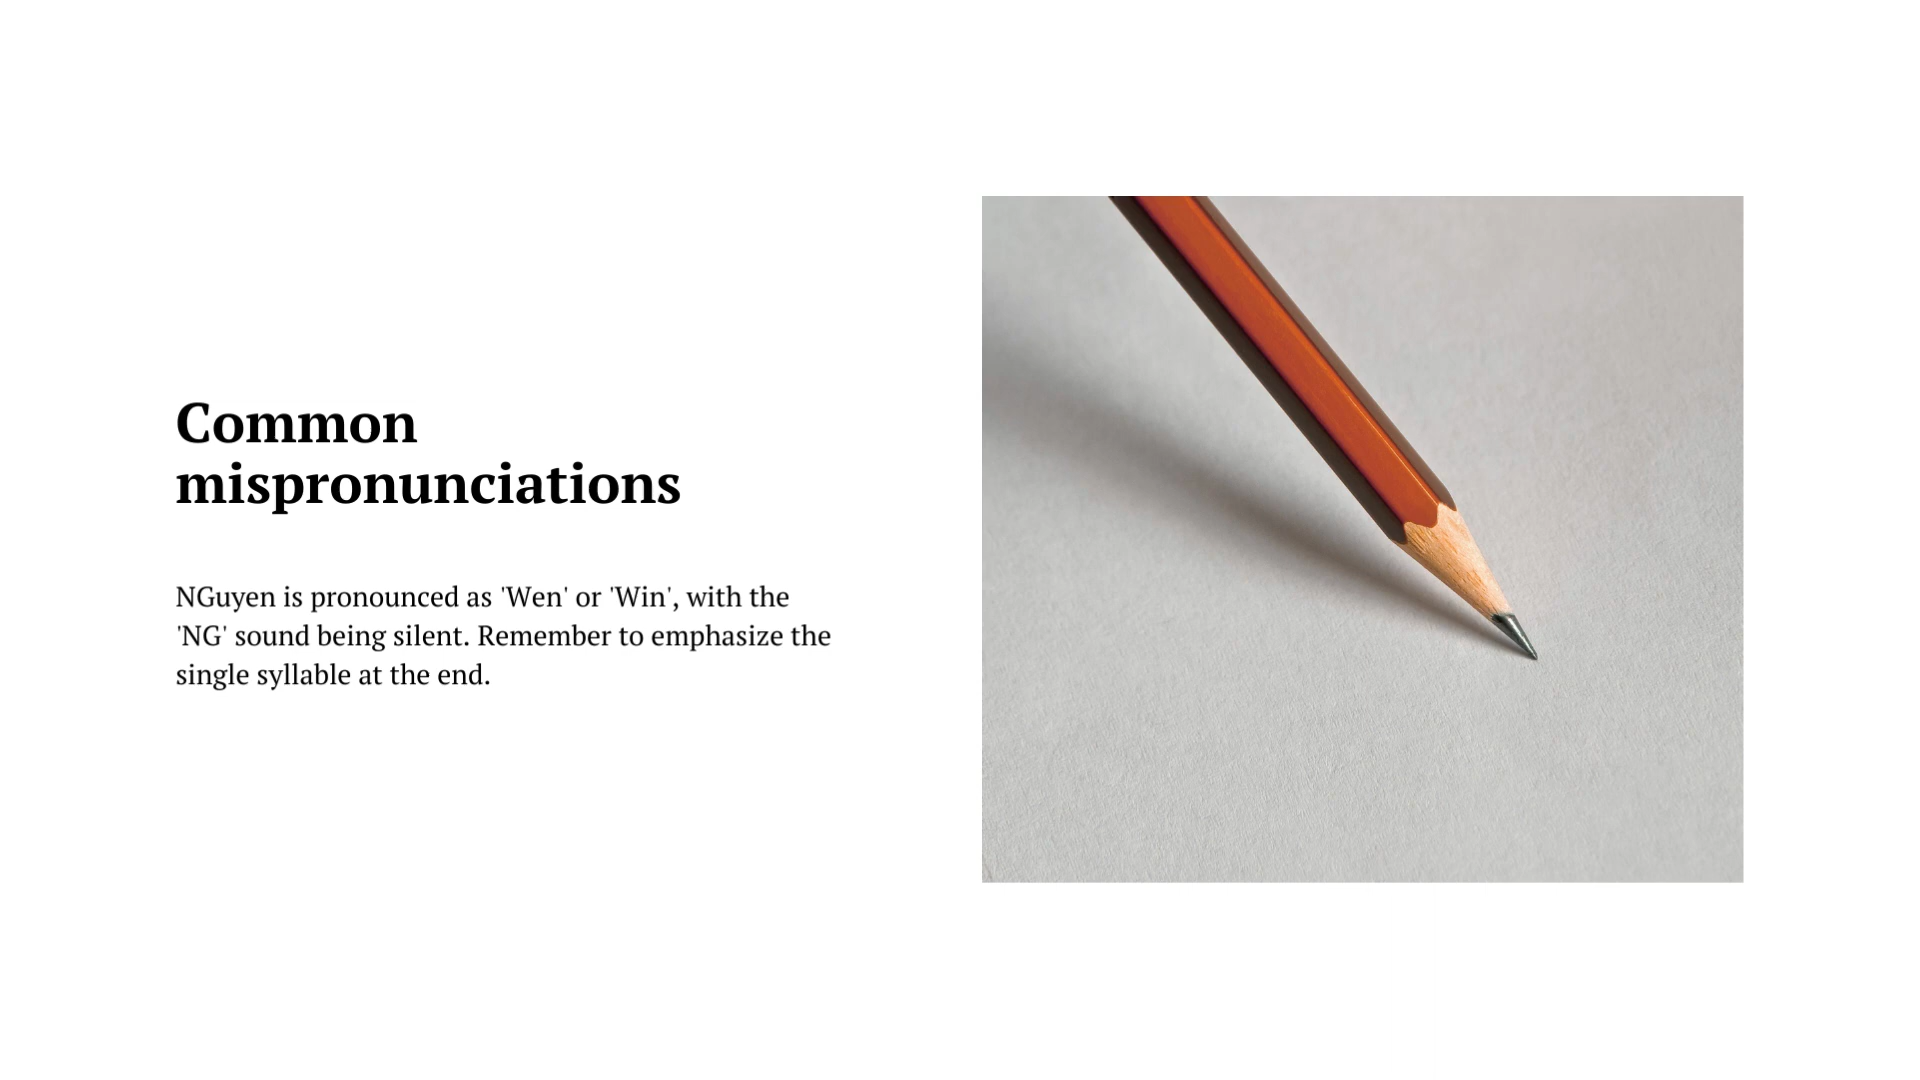 Common
mispronunciations
NGuyen is pronounced as 'Wen' or 'Win', with the
'NG' sound being silent. Remember to emphasize the
single syllable at the end.